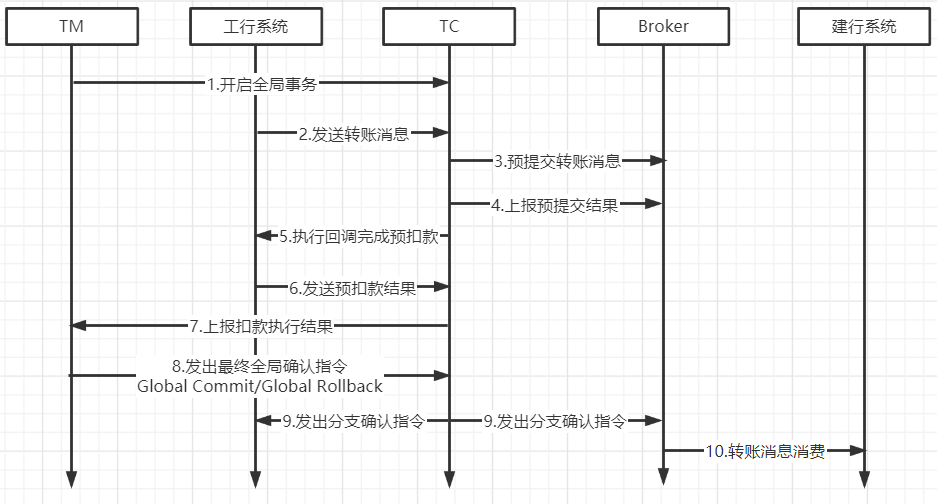 TM
工行系统
TC
Broker
建行系统
1.开启全局事务
2.发送转账消息
3.预提交转账消息
4.上报预提交结果
5.执行回调完成预扣款
6.发送预扣款结果
7.上报扣款执行结果
8.发出最终全局确认指令
Global Commit/Global Rollback
9.发出分支确认指令
9.发出分支确认指令
10.转账消息消费